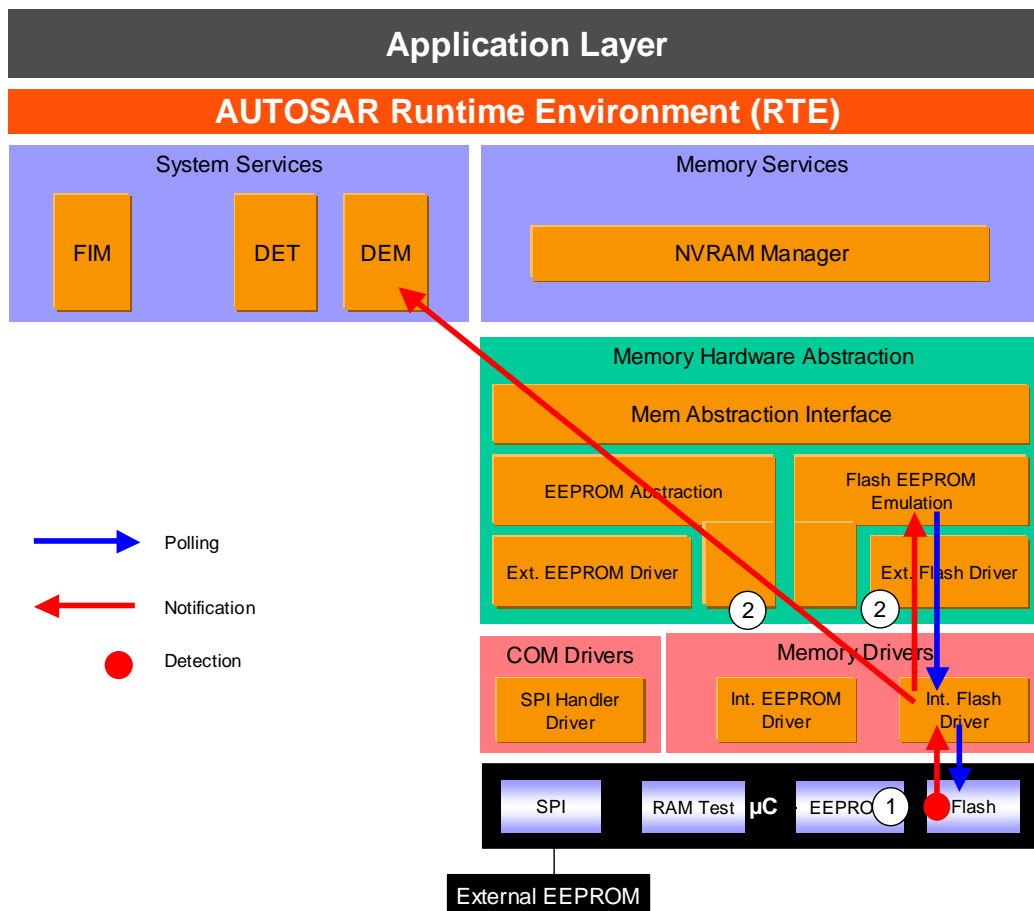 Application Layer
AUTOSAR Runtime Environment (RTE)
System Services
Memory Services
FIM
DET
DEM
NVRAM Manager
Memory Hardware Abstraction
Mem Abstraction Interface
EEPROM Abstraction
Flash EEPROM
Emulation
Polling
Ext. EEPROM Driver
Ext. Flash Driver
Notification
2
2
Detection
COM Drivers
Memory Drivers
SPI Handler
Driver
Int. EEPROM
Driver
Int. Flash
Driver
SPI
RAM Test
µC
EEPRO
1
Flash
External EEPROM